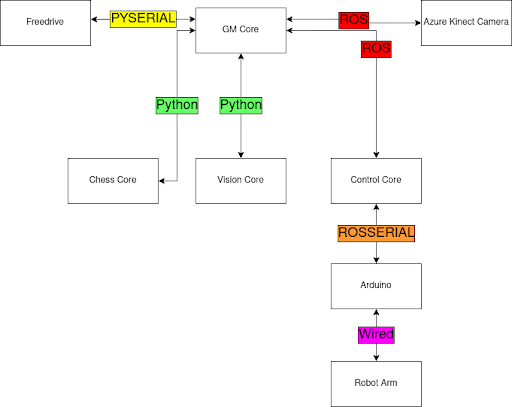 Freedrive
PYSERIAL
GM Core
ROS
Azure Kinect Camera
ROS
Python
Python
Chess Core
Vision Core
Control Core
ROSSERIAL
Arduino
Wired
Robot Arm